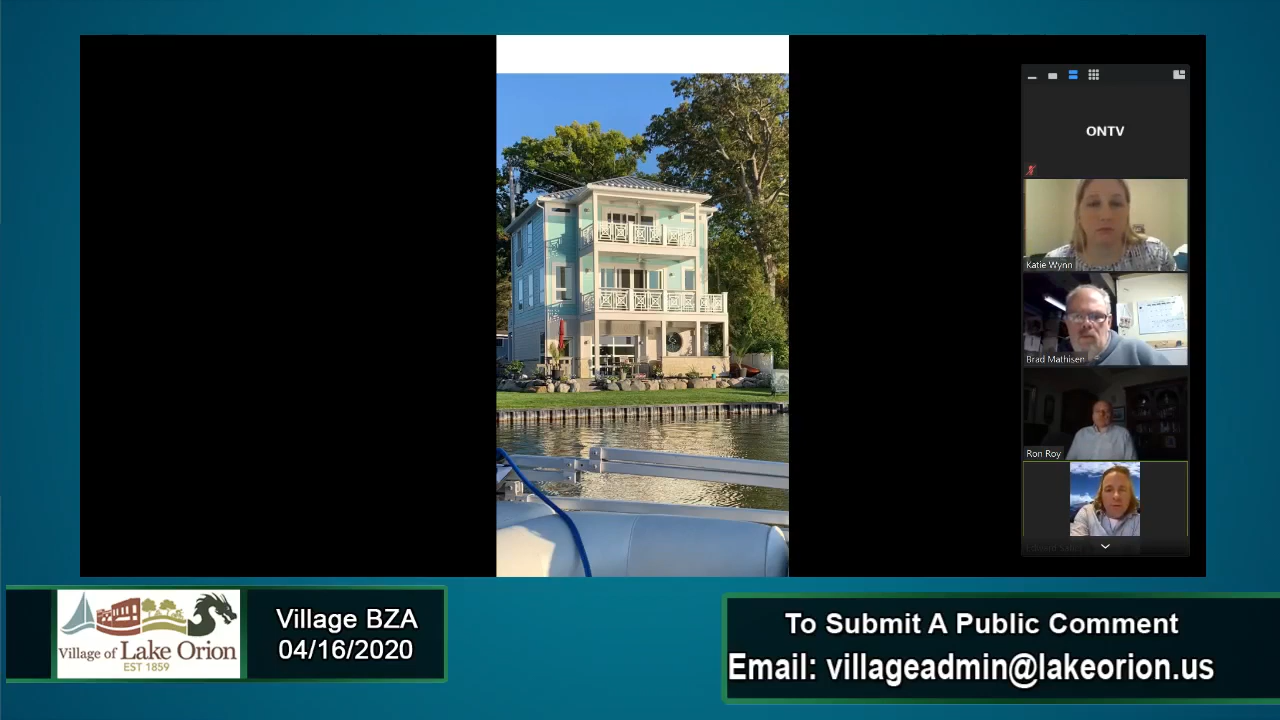 ONTV
Katie Wynn
Brad Mathisen
Ron Roy
Village of Lake Orion
EST 1859
Village BZA
04/16/2020
To Submit A Public Comment
Email: villageadmin@lakeorion.us